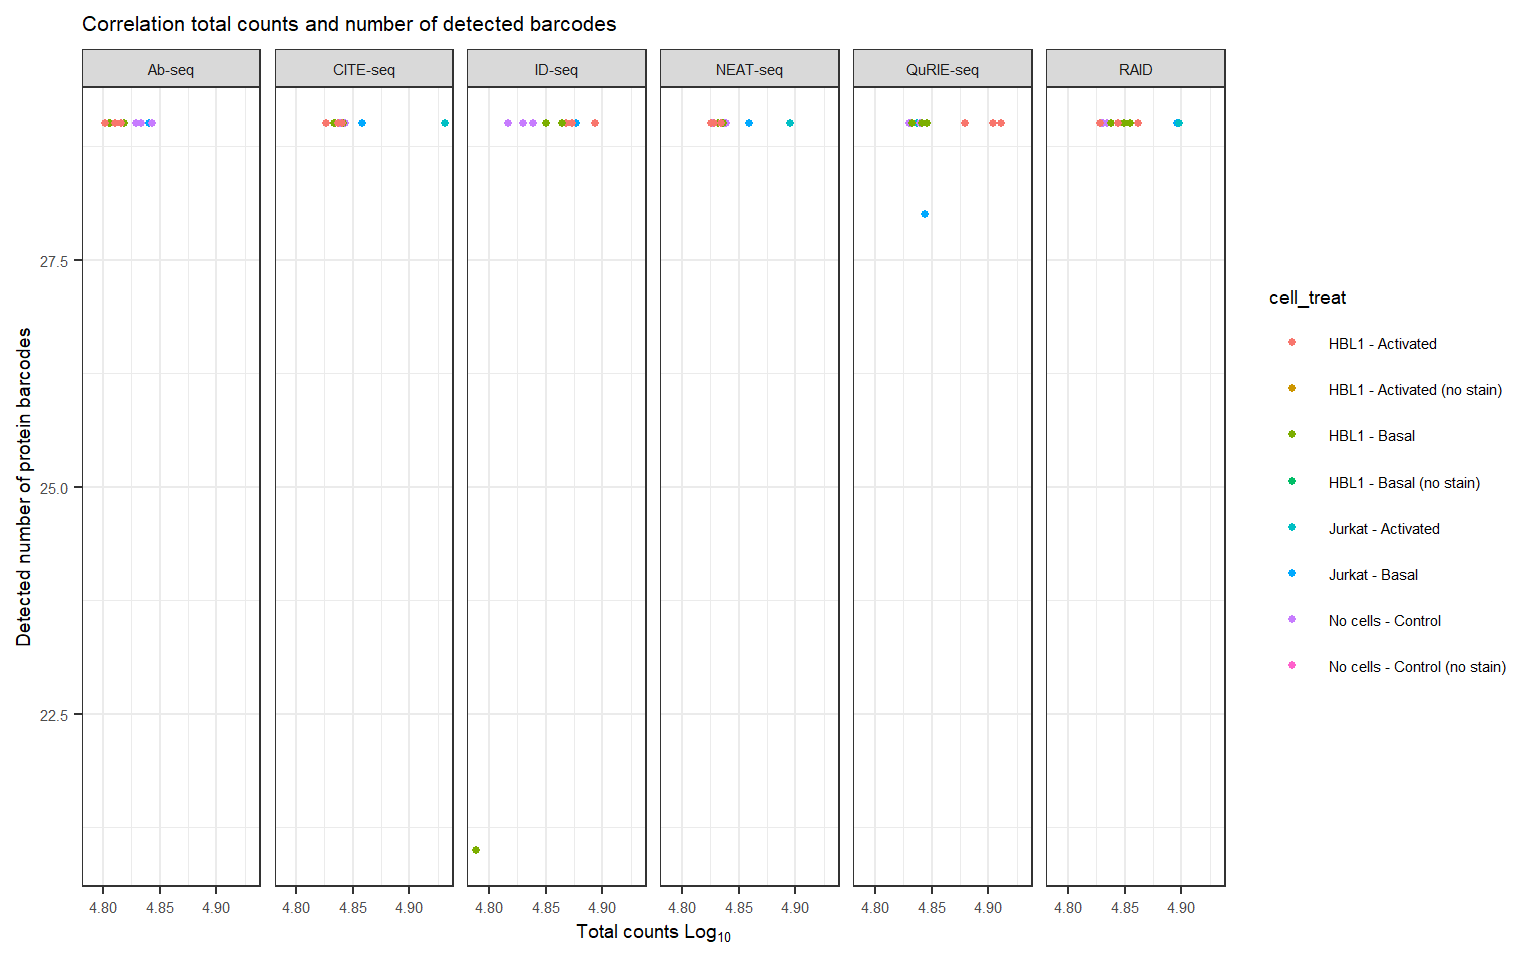 Correlation total counts and number of detected barcodes
Ab-seq
CITE-seq
ID-seq
NEAT-seq
QuRIE-seq
RAID
Detected number of protein barcodes
27.5
25.0
22.5
4.80 4.85 4.90
4.80 4.85 4.90
4.80 4.85 4.90
4.80 4.85 4.90
4.80 4.85 4.90
4.80 4.85 4.90
Total counts Log10
cell_treat
HBL1 - Activated
HBL1 - Activated (no stain)
HBL1 - Basal
HBL1 - Basal (no stain)
Jurkat - Activated
Jurkat - Basal
No cells - Control
No cells - Control (no stain)